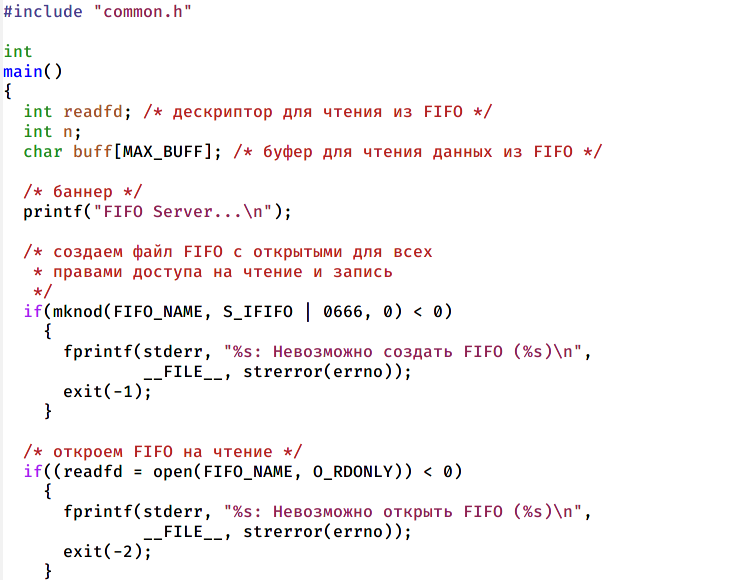 #include "common.h"
int
main()
{
int readfd; /* дескриптор для чтения из FIFO */
int n;
char buff[MAX_BUFF]; /* буфер для чтения данных из FIFO */
/* баннер */
printf("FIFO Server...\n");
/* создаем файл FIFO с открытыми для всех
* правами доступа на чтение и запись
*/
if(mknod(FIFO_NAME, S_IFIFO | 0666, 0) < 0)
{
fprintf(stderr, "%s: Невозможно создать FIFO (%s)\n",
__FILE__, strerror(errno));
exit(-1);
}
/* откроем FIFO на чтение */
if((readfd = open(FIFO_NAME, O_RDONLY)) < 0)
{
fprintf(stderr, "%s: Невозможно открыть FIFO (%s)\n",
__FILE__, strerror(errno));
exit(-2);
}